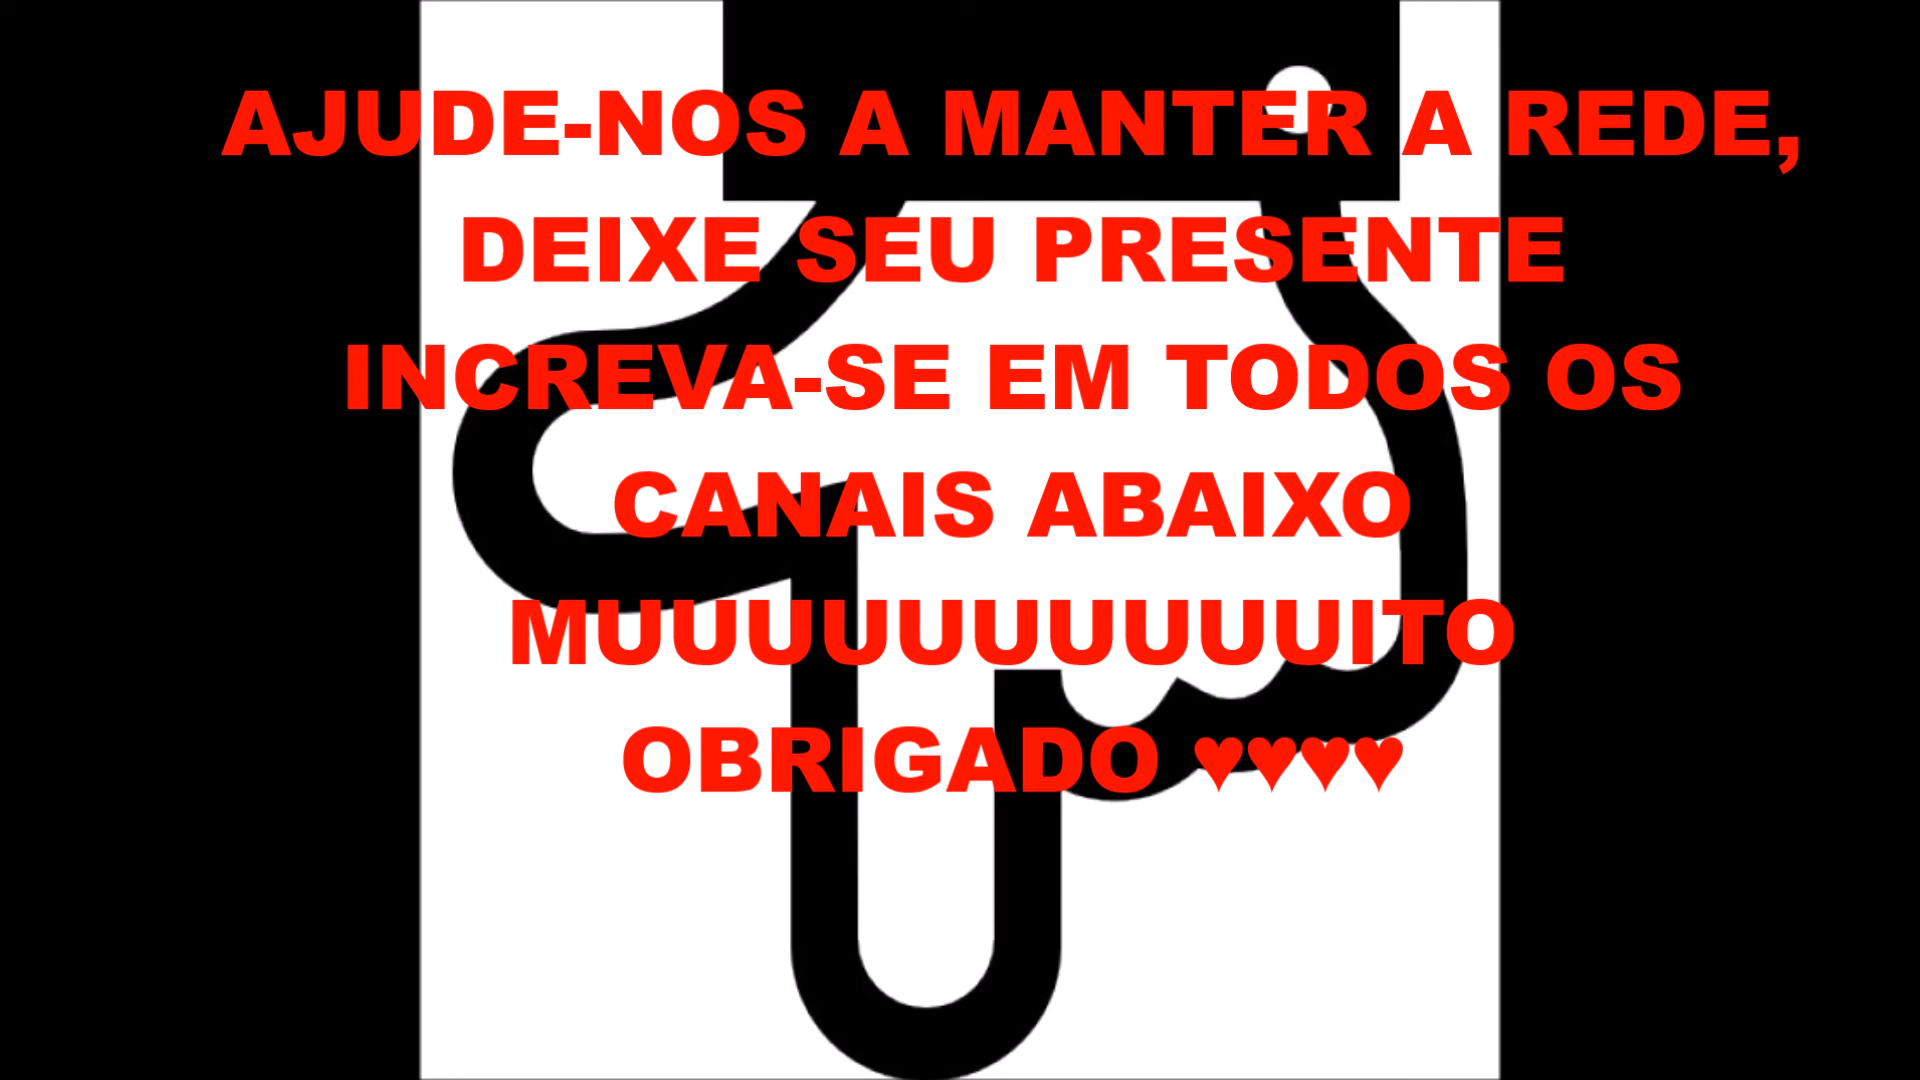 AJUDE-NOS A MANTER A REDE,
DEIXE SEU PRESENTE
INCREVA-SE EM TODOS OS
CANAIS ABAIXO
MUUUUUUUUUUITO
OBRIGADO ♥♥♥♥